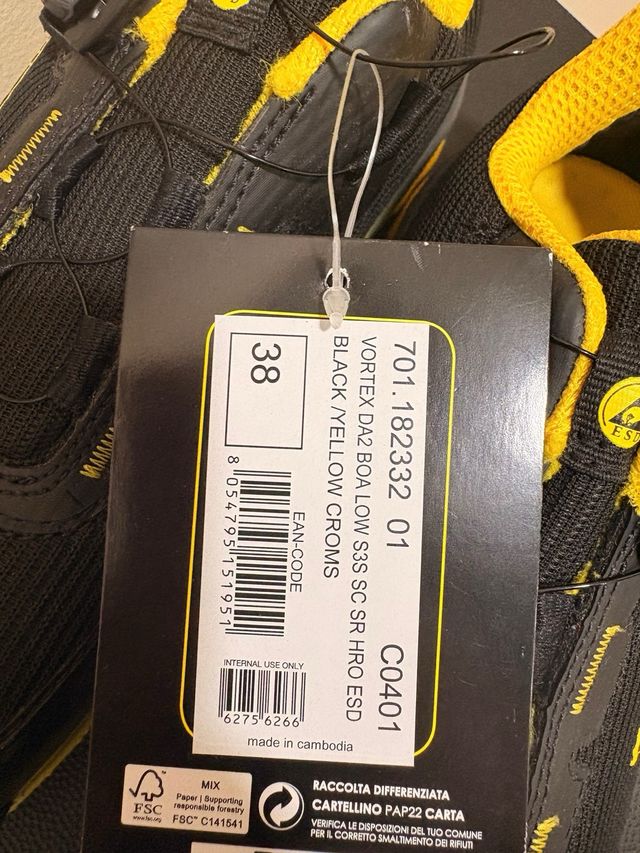 701.182332 01 C0401
VORTEX DA2 BOA LOW S3S SC SR HRO ESD
BLACK /YELLOW CROMS
38
EAN-CODE
8 054795 151951
INTERNAL USE ONLY
6275 6266
made in cambodia
FSC
www.fsc.org
MIX
Paper | Supporting
responsible forestry
FSC™ C141541
RACCOLTA DIFFERENZIATA
CARTELLINO PAP22 CARTA
VERIFICA LE DISPOSIZIONI DEL TUO COMUNE
PER IL CORRETTO SMALTIMENTO DEI RIFIUTI
ESD